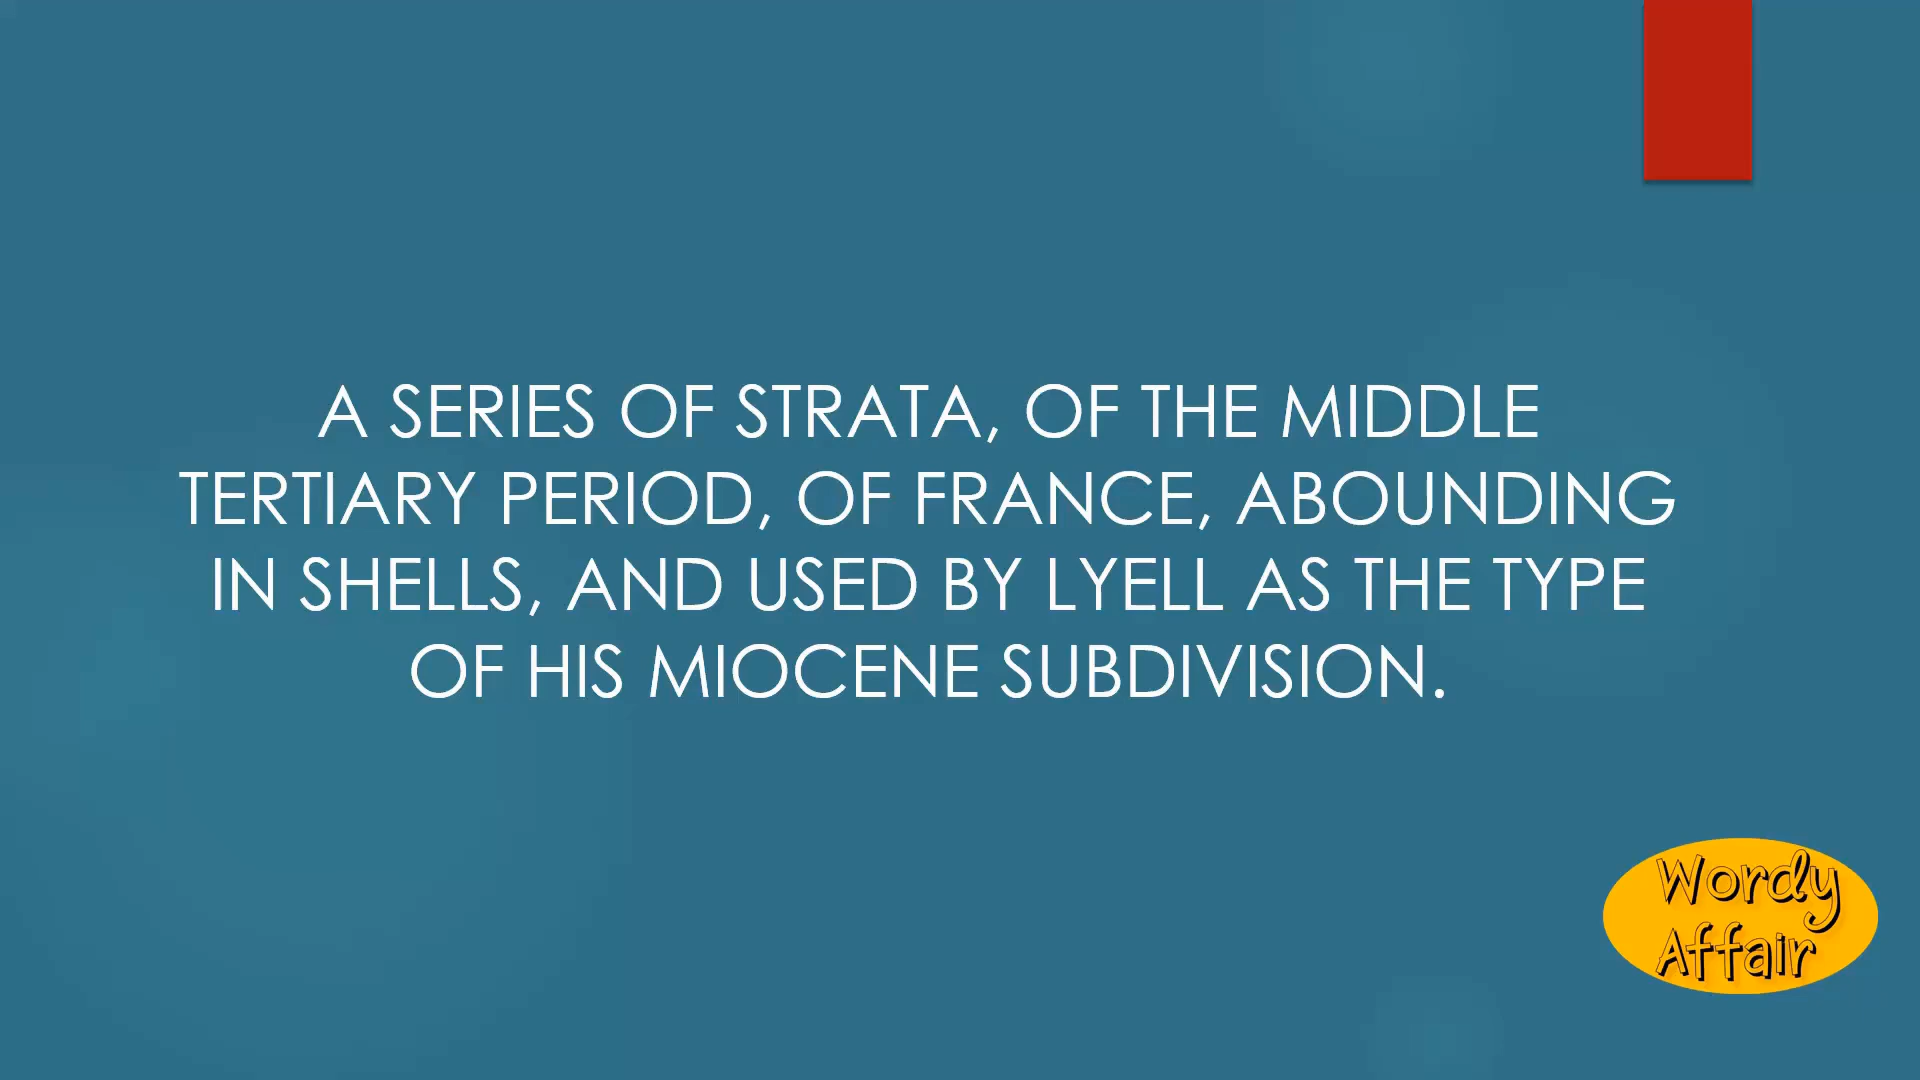 A SERIES OF STRATA, OF THE MIDDLE
TERTIARY PERIOD, OF FRANCE, ABOUNDING
IN SHELLS, AND USED BY LYELL AS THE TYPE
OF HIS MIOCENE SUBDIVISION.
Wordy
Affair